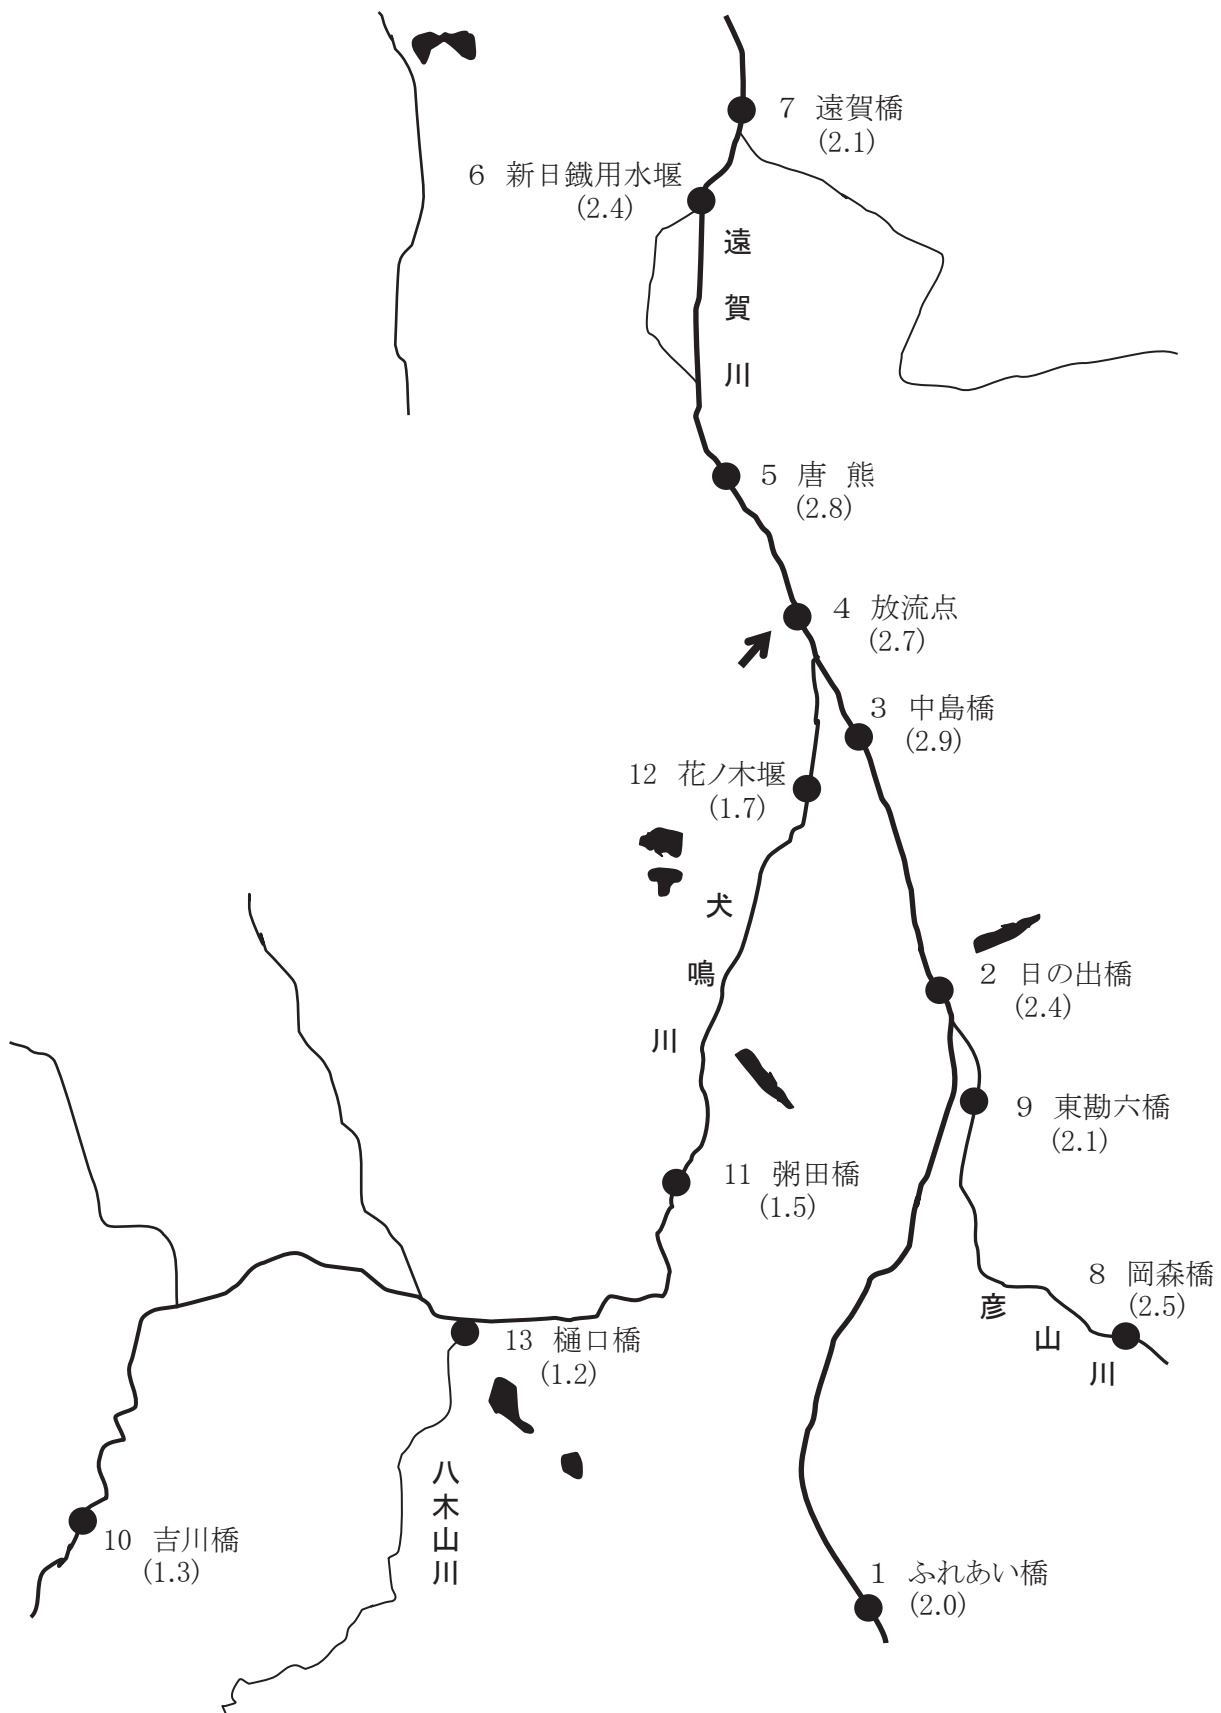 7 遠賀橋
(2.1)
6 新日鐵用水堰
(2.4)
遠賀川
5 唐 熊
(2.8)
4 放流点
(2.7)
3 中島橋
(2.9)
12 花ノ木堰
(1.7)
犬鳴川
2 日の出橋
(2.4)
9 東勘六橋
(2.1)
11 粥田橋
(1.5)
8 岡森橋
(2.5)
彦山川
13 樋口橋
(1.2)
八木山川
10 吉川橋
(1.3)
1 ふれあい橋
(2.0)